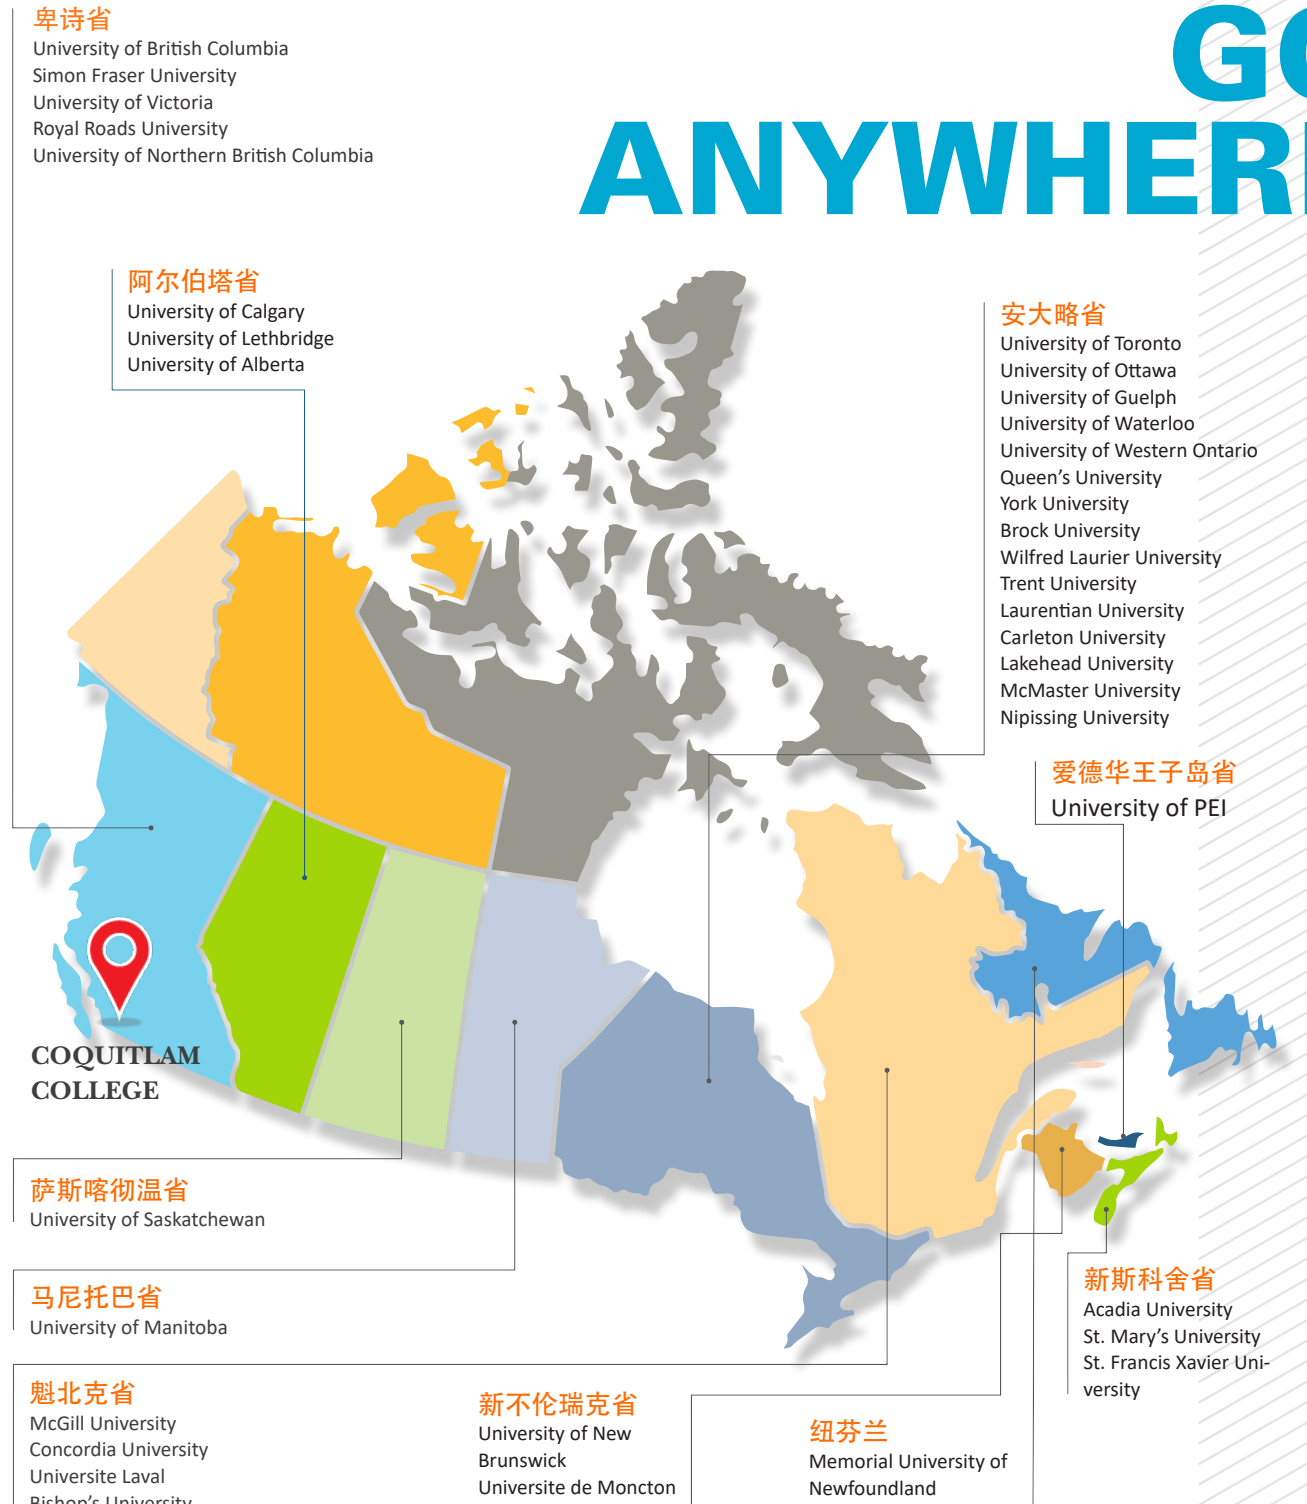 卑诗省
University of British Columbia
Simon Fraser University
University of Victoria
Royal Roads University
University of Northern British Columbia
GO
ANYWHERE
阿尔伯塔省
University of Calgary
University of Lethbridge
University of Alberta
安大略省
University of Toronto
University of Ottawa
University of Guelph
University of Waterloo
University of Western Ontario
Queen’s University
York University
Brock University
Wilfred Laurier University
Trent University
Laurentian University
Carleton University
Lakehead University
McMaster University
Nipissing University
爱德华王子岛省
University of PEI
COQUITLAM
COLLEGE
萨斯喀彻温省
University of Saskatchewan
马尼托巴省
University of Manitoba
新斯科舍省
Acadia University
St. Mary’s University
St. Francis Xavier Uni-
versity
魁北克省
McGill University
Concordia University
Universite Laval
Bishop’s University
新不伦瑞克省
University of New
Brunswick
Universite de Moncton
纽芬兰
Memorial University of
Newfoundland